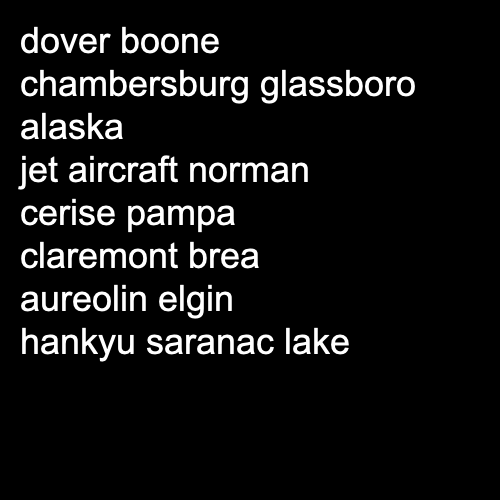 dover boone
chambersburg glassboro
alaska
jet aircraft norman
cerise pampa
claremont brea
aureolin elgin
hankyu saranac lake